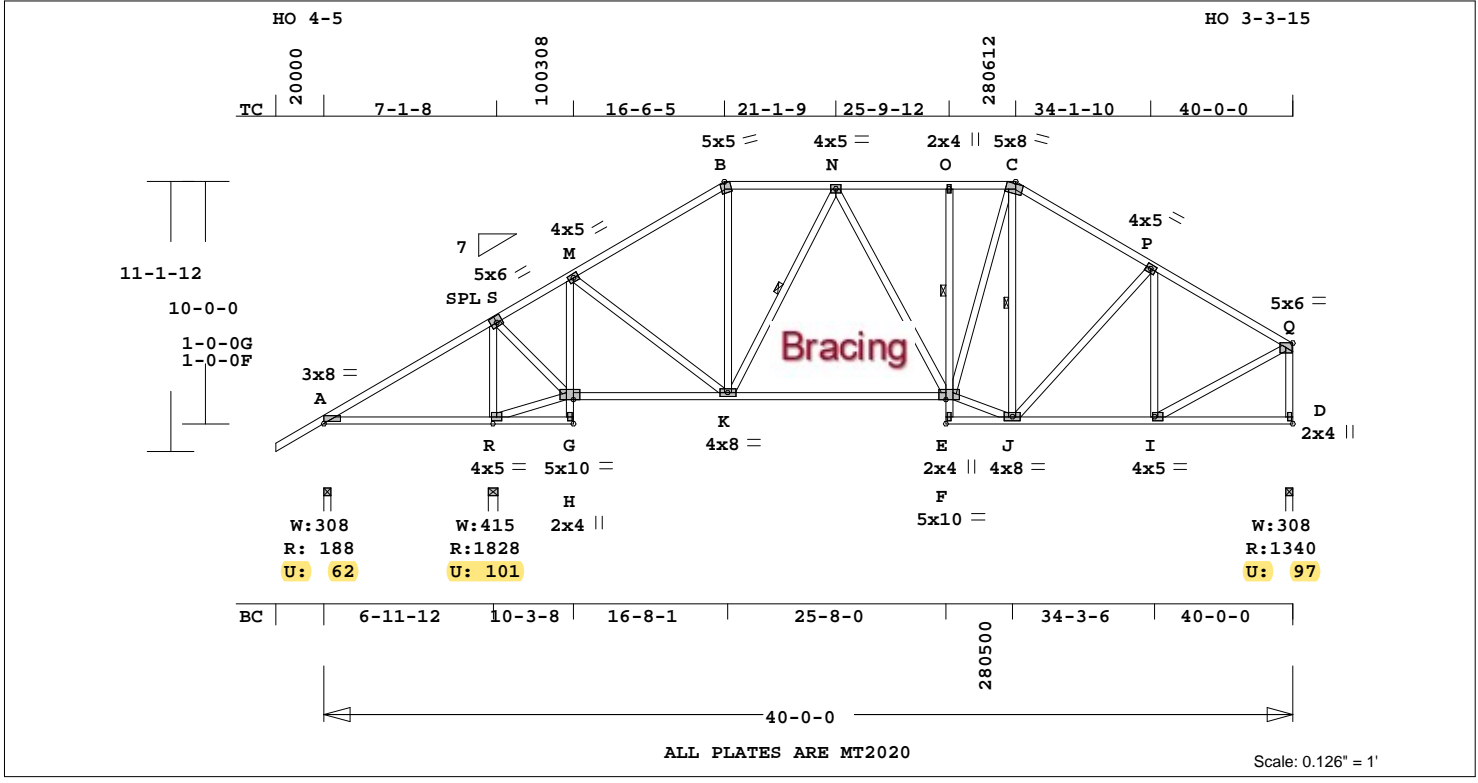 HO 4-5 HO 3-3-15
20000
100308
280612
TC 7-1-8 16-6-5 21-1-9 25-9-12 34-1-10 40-0-0
5x5 = 4x5 = 2x4 || 5x8 =
B N O C
4x5 = 4x5 =
7 M P
11-1-12 5x6 = 5x6 =
SPL S Q
10-0-0
1-0-0G
1-0-0F
Bracing
3x8 =
A
R G K E J I D
4x5 = 5x10 = 4x8 = 2x4 || 4x8 = 4x5 = 2x4 ||
H F
2x4 || 5x10 =
W:308 W:415 W:308
R: 188 R:1828 R:1340
U: 62 U: 101 U: 97
BC 6-11-12 10-3-8 16-8-1 25-8-0 34-3-6 40-0-0
280500
40-0-0
ALL PLATES ARE MT2020
Scale: 0.126" = 1'